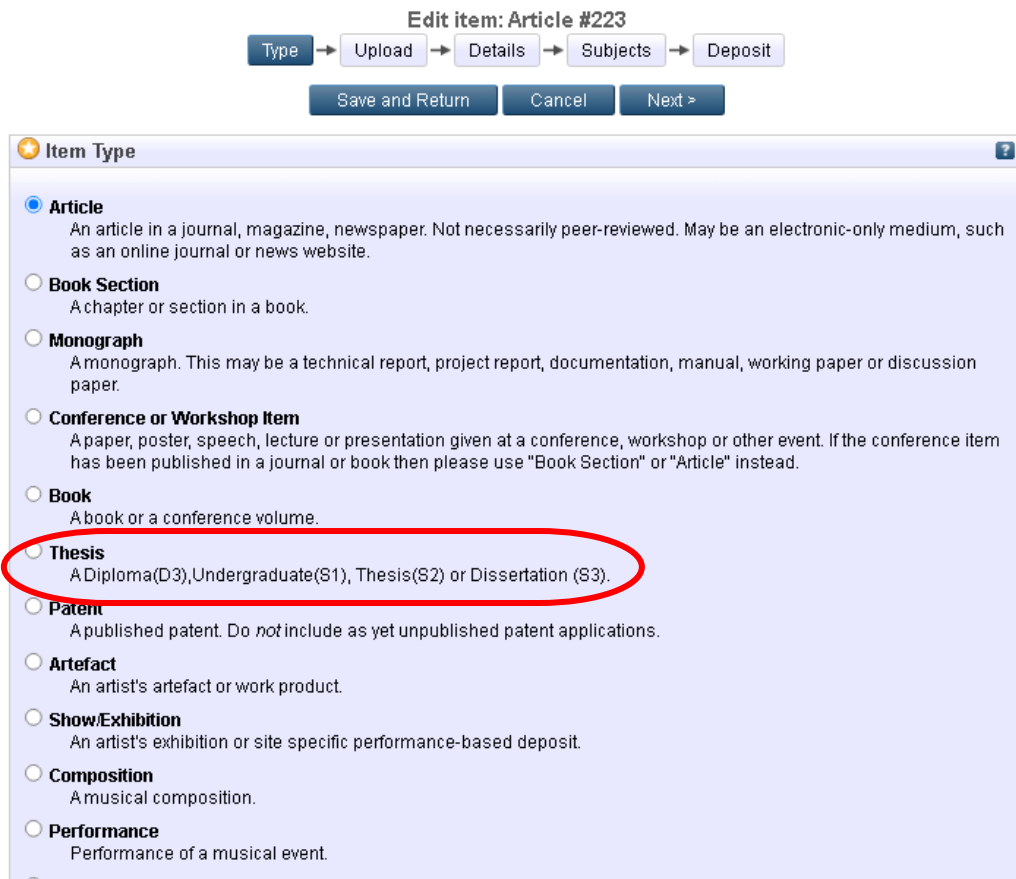 Edit item: Article #223
Type Upload Details Subjects Deposit
Save and Return Cancel Next >
Item Type ?
Article
An article in a journal, magazine, newspaper. Not necessarily peer-reviewed. May be an electronic-only medium, such
as an online journal or news website.
Book Section
A chapter or section in a book.
Monograph
A monograph. This may be a technical report, project report, documentation, manual, working paper or discussion
paper.
Conference or Workshop Item
A paper, poster, speech, lecture or presentation given at a conference, workshop or other event. If the conference item
has been published in a journal or book then please use "Book Section" or "Article" instead.
Book
A book or a conference volume.
Thesis
A Diploma(D3),Undergraduate(S1), Thesis(S2) or Dissertation (S3).
Patent
A published patent. Do not include as yet unpublished patent applications.
Artefact
An artist's artefact or work product.
Show/Exhibition
An artist's exhibition or site specific performance-based deposit.
Composition
A musical composition.
Performance
Performance of a musical event.